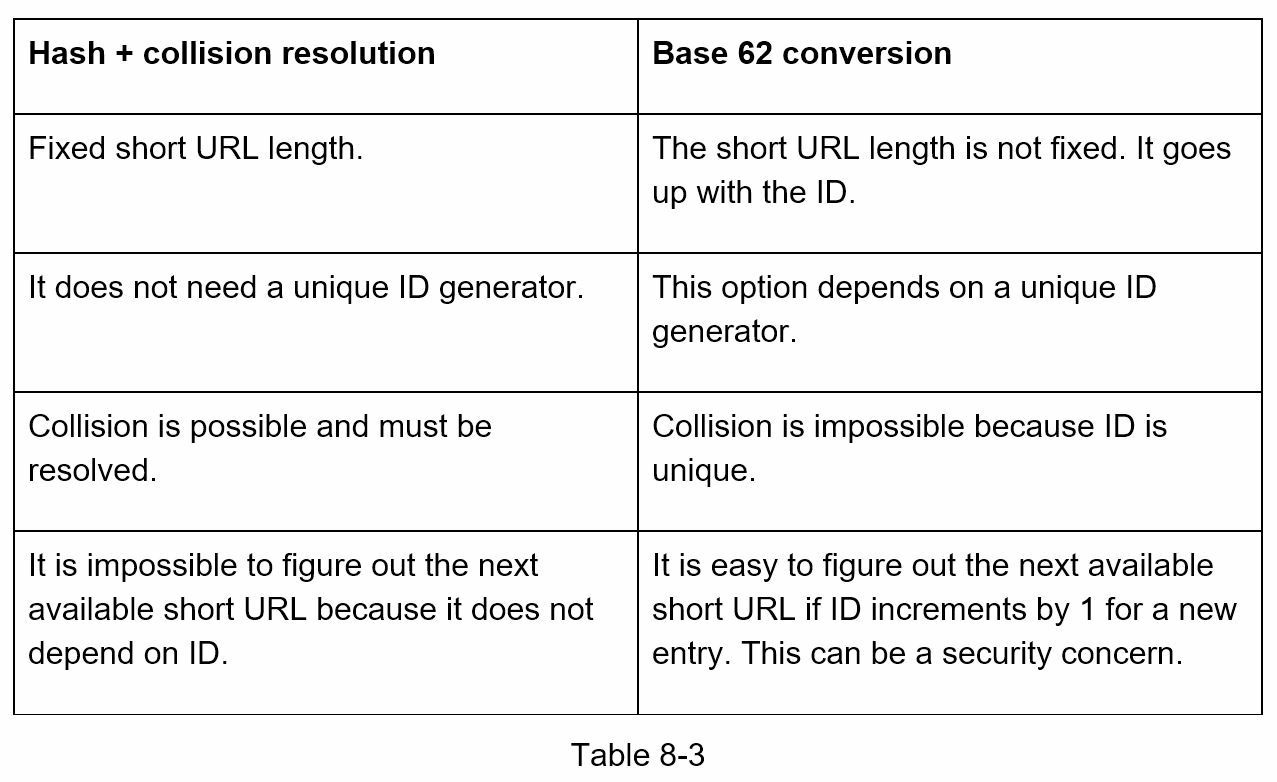 Hash + collision resolution
Base 62 conversion
Fixed short URL length.
The short URL length is not fixed. It goes
up with the ID.
It does not need a unique ID generator.
This option depends on a unique ID
generator.
Collision is possible and must be
resolved.
Collision is impossible because ID is
unique.
It is impossible to figure out the next
available short URL because it does not
depend on ID.
It is easy to figure out the next available
short URL if ID increments by 1 for a new
entry. This can be a security concern.
Table 8-3